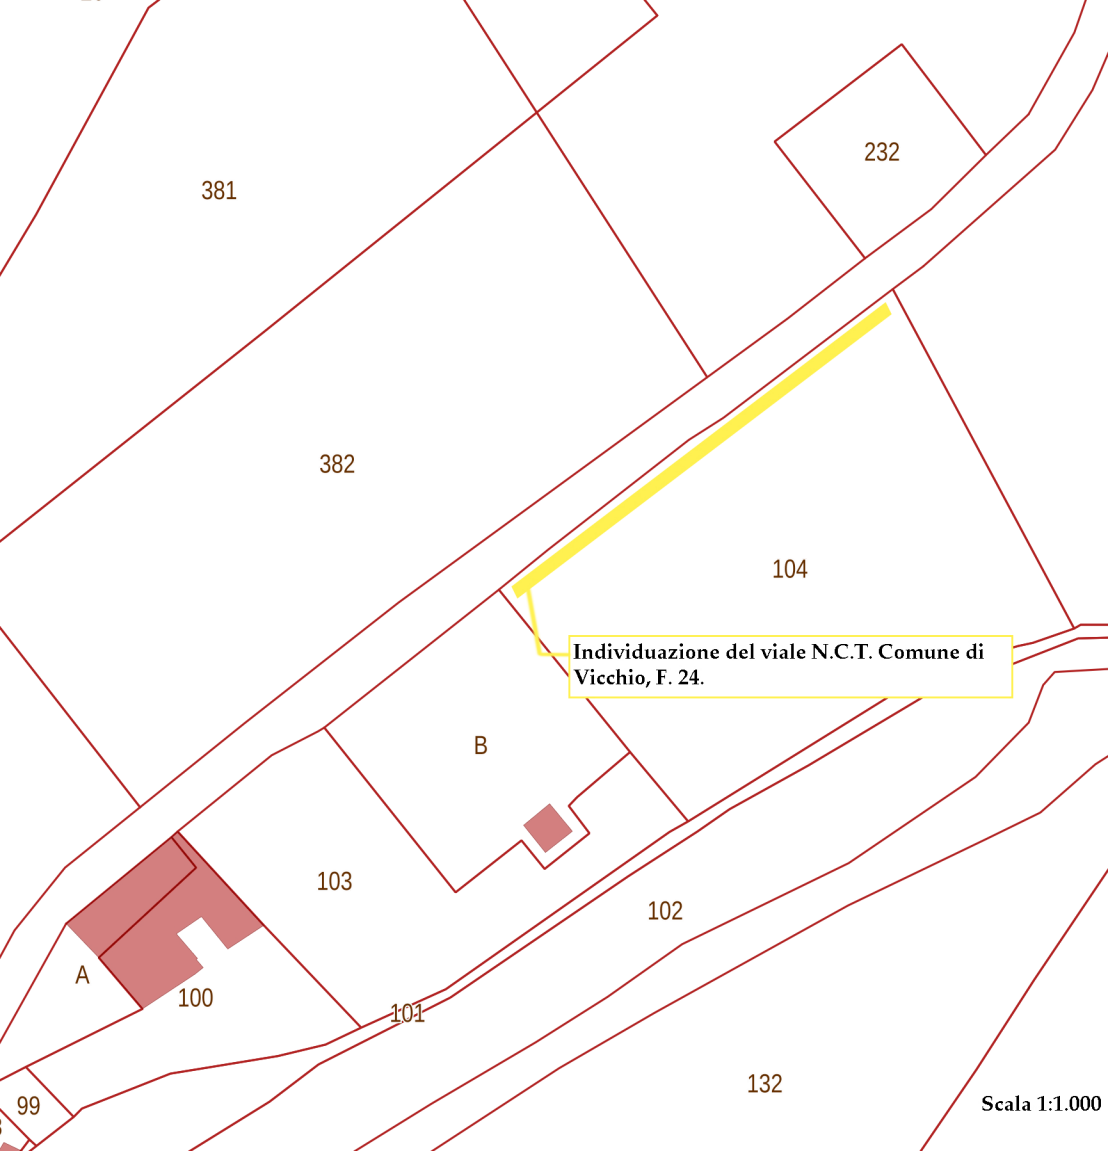 232
381
382
104
Individuazione del viale N.C.T. Comune di
Vicchio, F. 24.
B
103
102
A
100
101
132
99
Scala 1:1.000